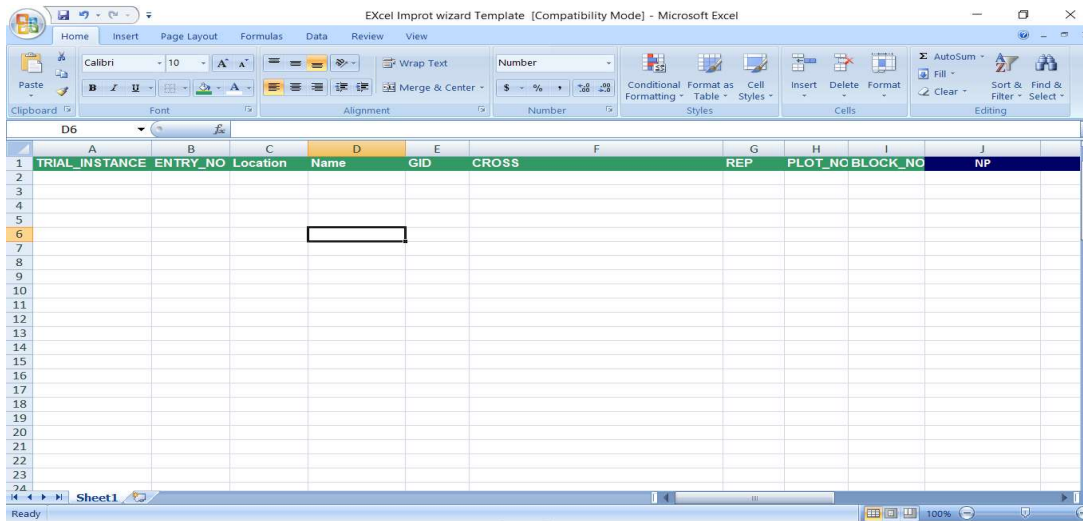 EXcel Improt wizard Template [Compatibility Mode] - Microsoft Excel
Home Insert Page Layout Formulas Data Review View
Calibri 10 A A Wrap Text Number AutoSum
Paste B I U A Merge & Center $ % , Conditional Formatting Format as Table Cell Styles Insert Delete Format Fill Clear Sort & Filter Find & Select
Clipboard Font Alignment Number Styles Cells Editing
D6 fx
A B C D E F G H I J
1 TRIAL_INSTANCE ENTRY_NO Location Name GID CROSS REP PLOT_NO BLOCK_NO NP
2
3
4
5
6
7
8
9
10
11
12
13
14
15
16
17
18
19
20
21
22
23
24
Sheet1
Ready 100%